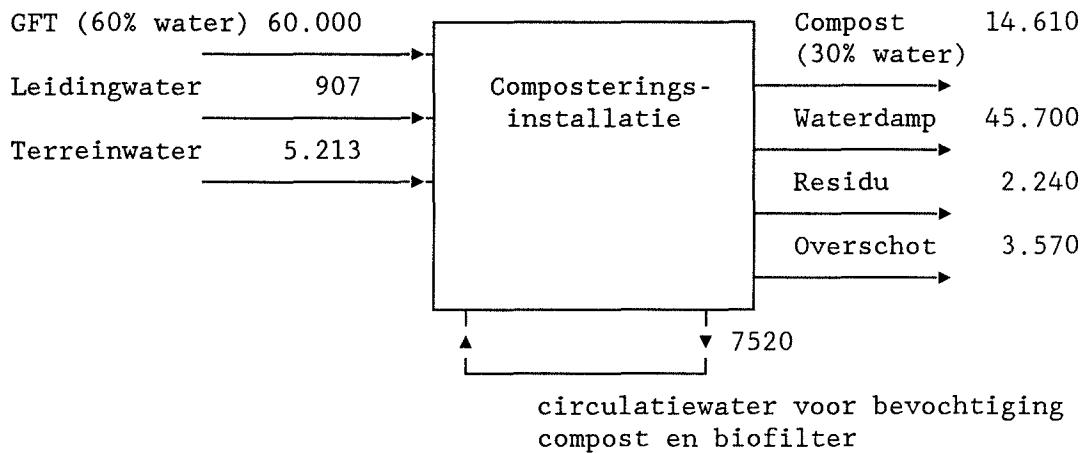 GFT (60% water) 60.000
Leidingwater 907
Terreinwater 5.213
Composterings-
installatie
Compost 14.610
(30% water)
Waterdamp 45.700
Residu 2.240
Overschot 3.570
7520
circulatiewater voor bevochtiging
compost en biofilter